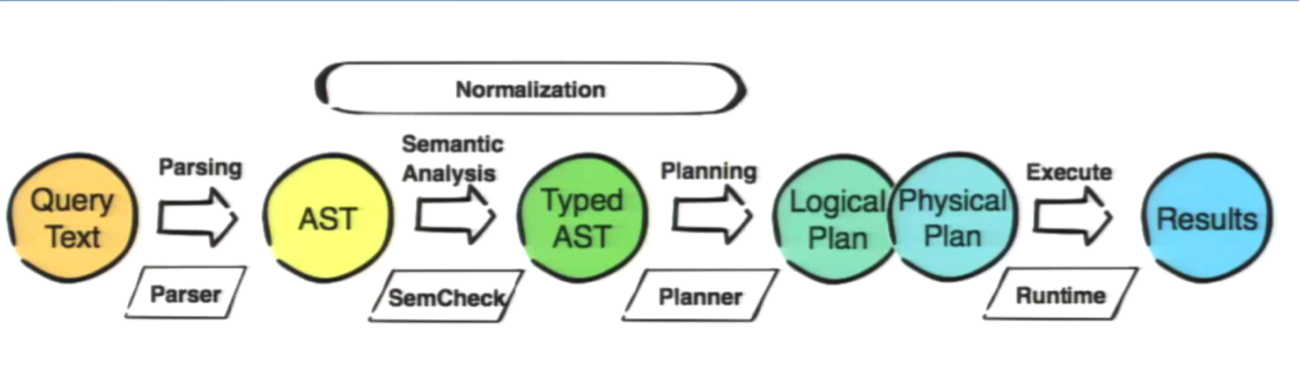 Normalization
Query
Text
Parsing
Parser
AST
Semantic
Analysis
SemCheck
Typed
AST
Planning
Planner
Logical
Plan
Physical
Plan
Execute
Runtime
Results